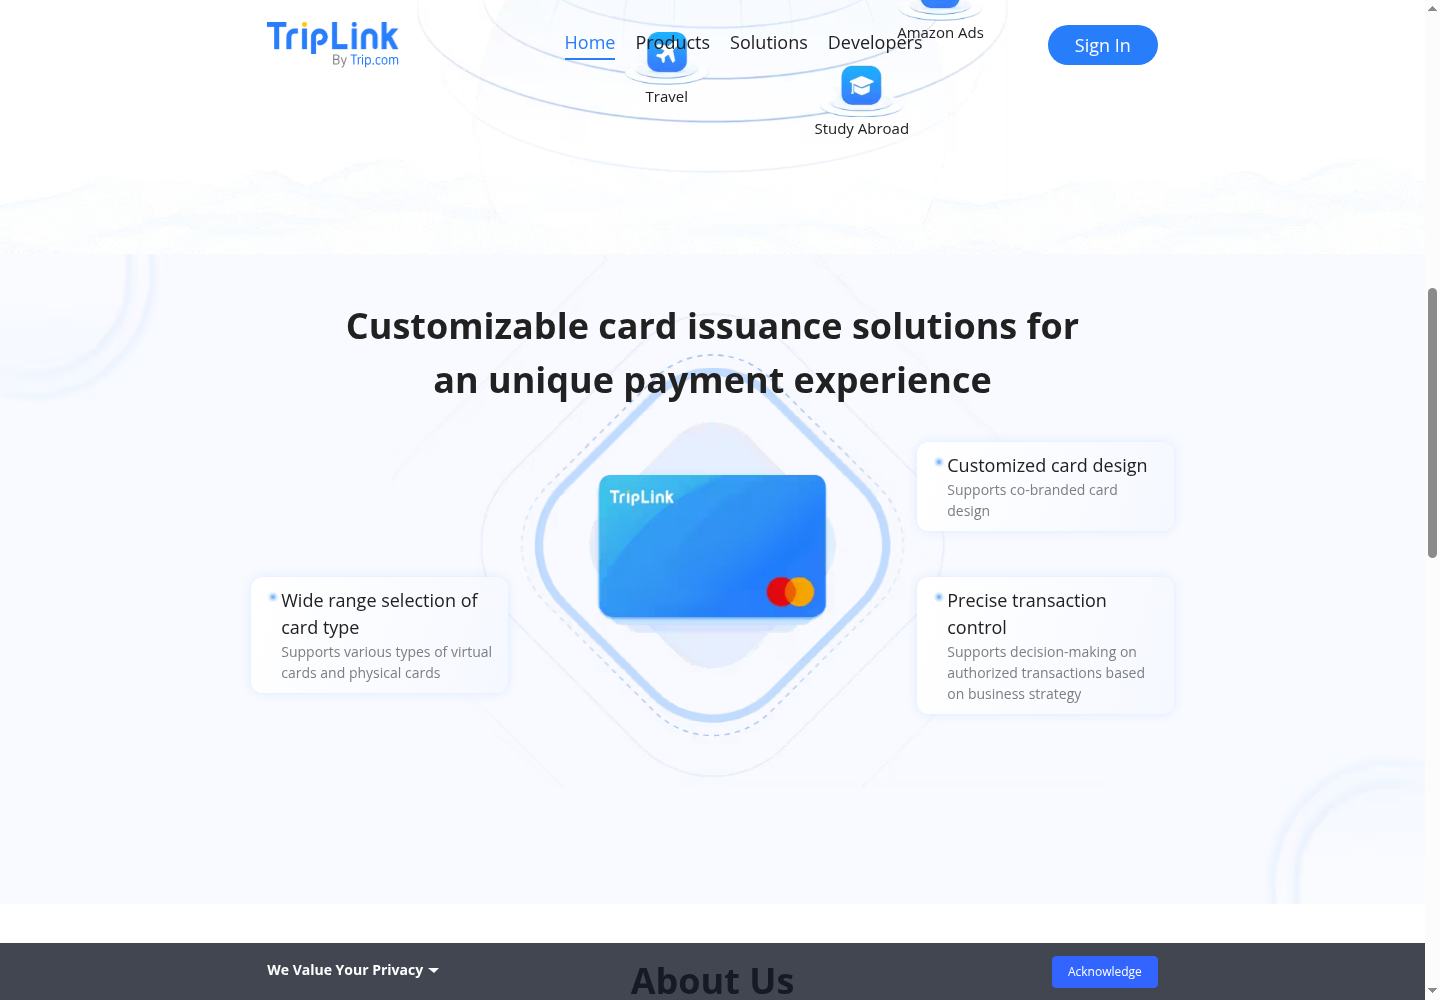 TripLink
By Trip.com
Home
Products
Solutions
Developers
Sign In
Amazon Ads
Travel
Study Abroad
Customizable card issuance solutions for
an unique payment experience
TripLink
Customized card design
Supports co-branded card
design
Wide range selection of
card type
Supports various types of virtual
cards and physical cards
Precise transaction
control
Supports decision-making on
authorized transactions based
on business strategy
We Value Your Privacy
About Us
Acknowledge